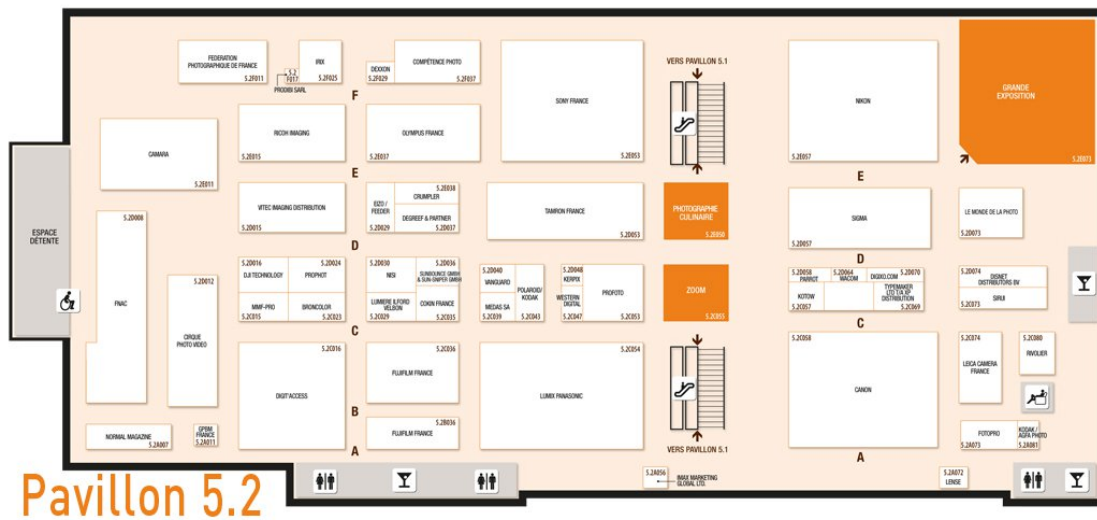 FEDERATION
PHOTOGRAPHIQUE DE FRANCE
5.2F011
5.2
F017
PRODIBI SARL
IRIX
5.2F025
DEXXON
5.2F029
COMPÉTENCE PHOTO
5.2F037
F
SONY FRANCE
5.2E053
VERS PAVILLON 5.1
NIKON
5.2E057
GRANDE
EXPOSITION
5.2E073
CAMARA
5.2E011
RICOH IMAGING
5.2E015
OLYMPUS FRANCE
5.2E037
E
E
ESPACE
DÉTENTE
VITEC IMAGING DISTRIBUTION
5.2D015
EIZO /
FEEDER
5.2D029
5.2E038
CRUMPLER
DEGREEF & PARTNER
5.2D037
TAMRON FRANCE
5.2D053
PHOTOGRAPHIE
CULINAIRE
5.2E050
SIGMA
5.2D057
LE MONDE DE LA PHOTO
5.2D073
D
D
5.2D008
FNAC
5.2D012
CIRQUE
PHOTO VIDEO
5.2D016
DJI TECHNOLOGY
5.2D024
PROPHOT
MMF-PRO
5.2C015
BRONCOLOR
5.2C023
5.2D030
NISI
5.2D036
SUNBOUNCE GMBH
& SUN-SNIPER GMBH
LUMIERE ILFORD
VELBON
5.2C029
COKIN FRANCE
5.2C035
5.2D040
VANGUARD
MEDAS SA
5.2C039
POLAROID/
KODAK
5.2C043
5.2D048
KERPIX
WESTERN
DIGITAL
5.2C047
PROFOTO
5.2C053
ZOOM
5.2C055
5.2D058
PARROT
5.2D064
WACOM
5.2D070
DIGIXO.COM
KOTOW
5.2C057
TYPEMAKER
LTD T/A XP
DISTRIBUTION
5.2C069
5.2D074
DISNET
DISTRIBUTORS BV
SIRUI
5.2C073
C
C
5.2C016
DIGIT'ACCESS
5.2C036
FUJIFILM FRANCE
5.2C054
LUMIX PANASONIC
5.2C058
CANON
5.2C074
LEICA CAMERA
FRANCE
5.2C080
RIVOLIER
B
NORMAL MAGAZINE
5.2A007
GPBM
FRANCE
5.2A011
5.2B036
FUJIFILM FRANCE
VERS PAVILLON 5.1
FOTOPRO
5.2A073
KODAK /
AGFA PHOTO
5.2A081
A
A
5.2A056
IMAX MARKETING
GLOBAL LTD.
5.2A072
LENSE
Pavillon 5.2